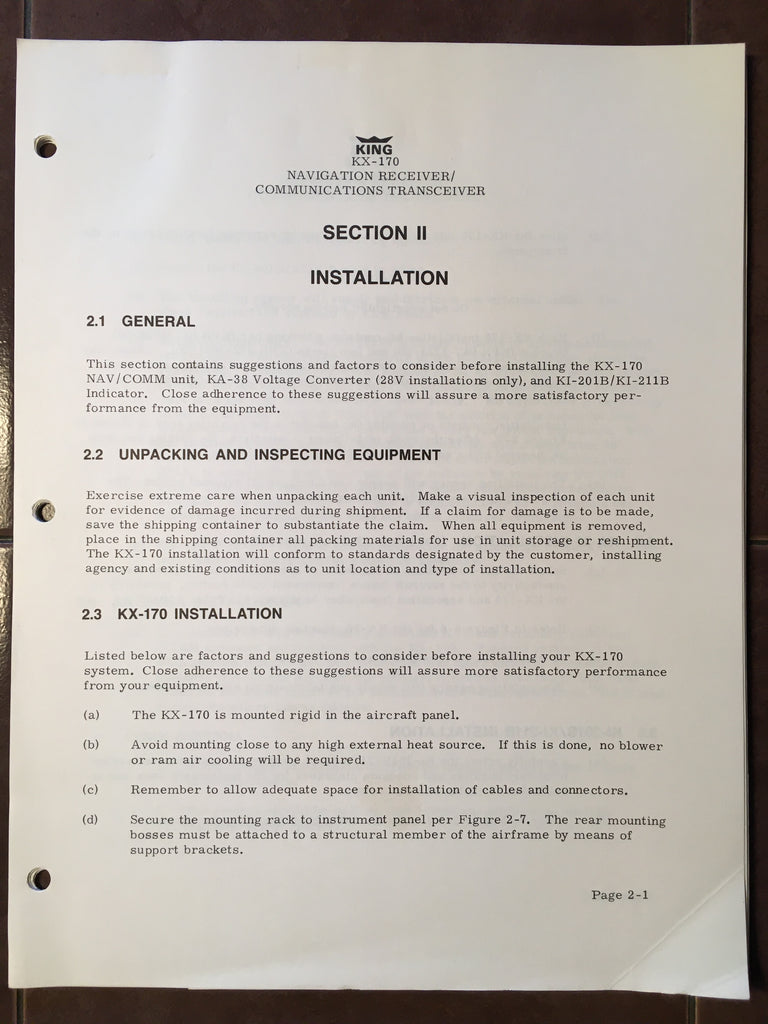 KING
KX-170
NAVIGATION RECEIVER/
COMMUNICATIONS TRANSCEIVER
SECTION II
INSTALLATION
2.1 GENERAL
This section contains suggestions and factors to consider before installing the KX-170
NAV/COMM unit, KA-38 Voltage Converter (28V installations only), and KI-201B/KI-211B
Indicator. Close adherence to these suggestions will assure a more satisfactory per-
formance from the equipment.
2.2 UNPACKING AND INSPECTING EQUIPMENT
Exercise extreme care when unpacking each unit. Make a visual inspection of each unit
for evidence of damage incurred during shipment. If a claim for damage is to be made,
save the shipping container to substantiate the claim. When all equipment is removed,
place in the shipping container all packing materials for use in unit storage or reshipment.
The KX-170 installation will conform to standards designated by the customer, installing
agency and existing conditions as to unit location and type of installation.
2.3 KX-170 INSTALLATION
Listed below are factors and suggestions to consider before installing your KX-170
system. Close adherence to these suggestions will assure more satisfactory performance
from your equipment.
(a) The KX-170 is mounted rigid in the aircraft panel.
(b) Avoid mounting close to any high external heat source. If this is done, no blower
or ram air cooling will be required.
(c) Remember to allow adequate space for installation of cables and connectors.
(d) Secure the mounting rack to instrument panel per Figure 2-7. The rear mounting
bosses must be attached to a structural member of the airframe by means of
support brackets.
Page 2-1